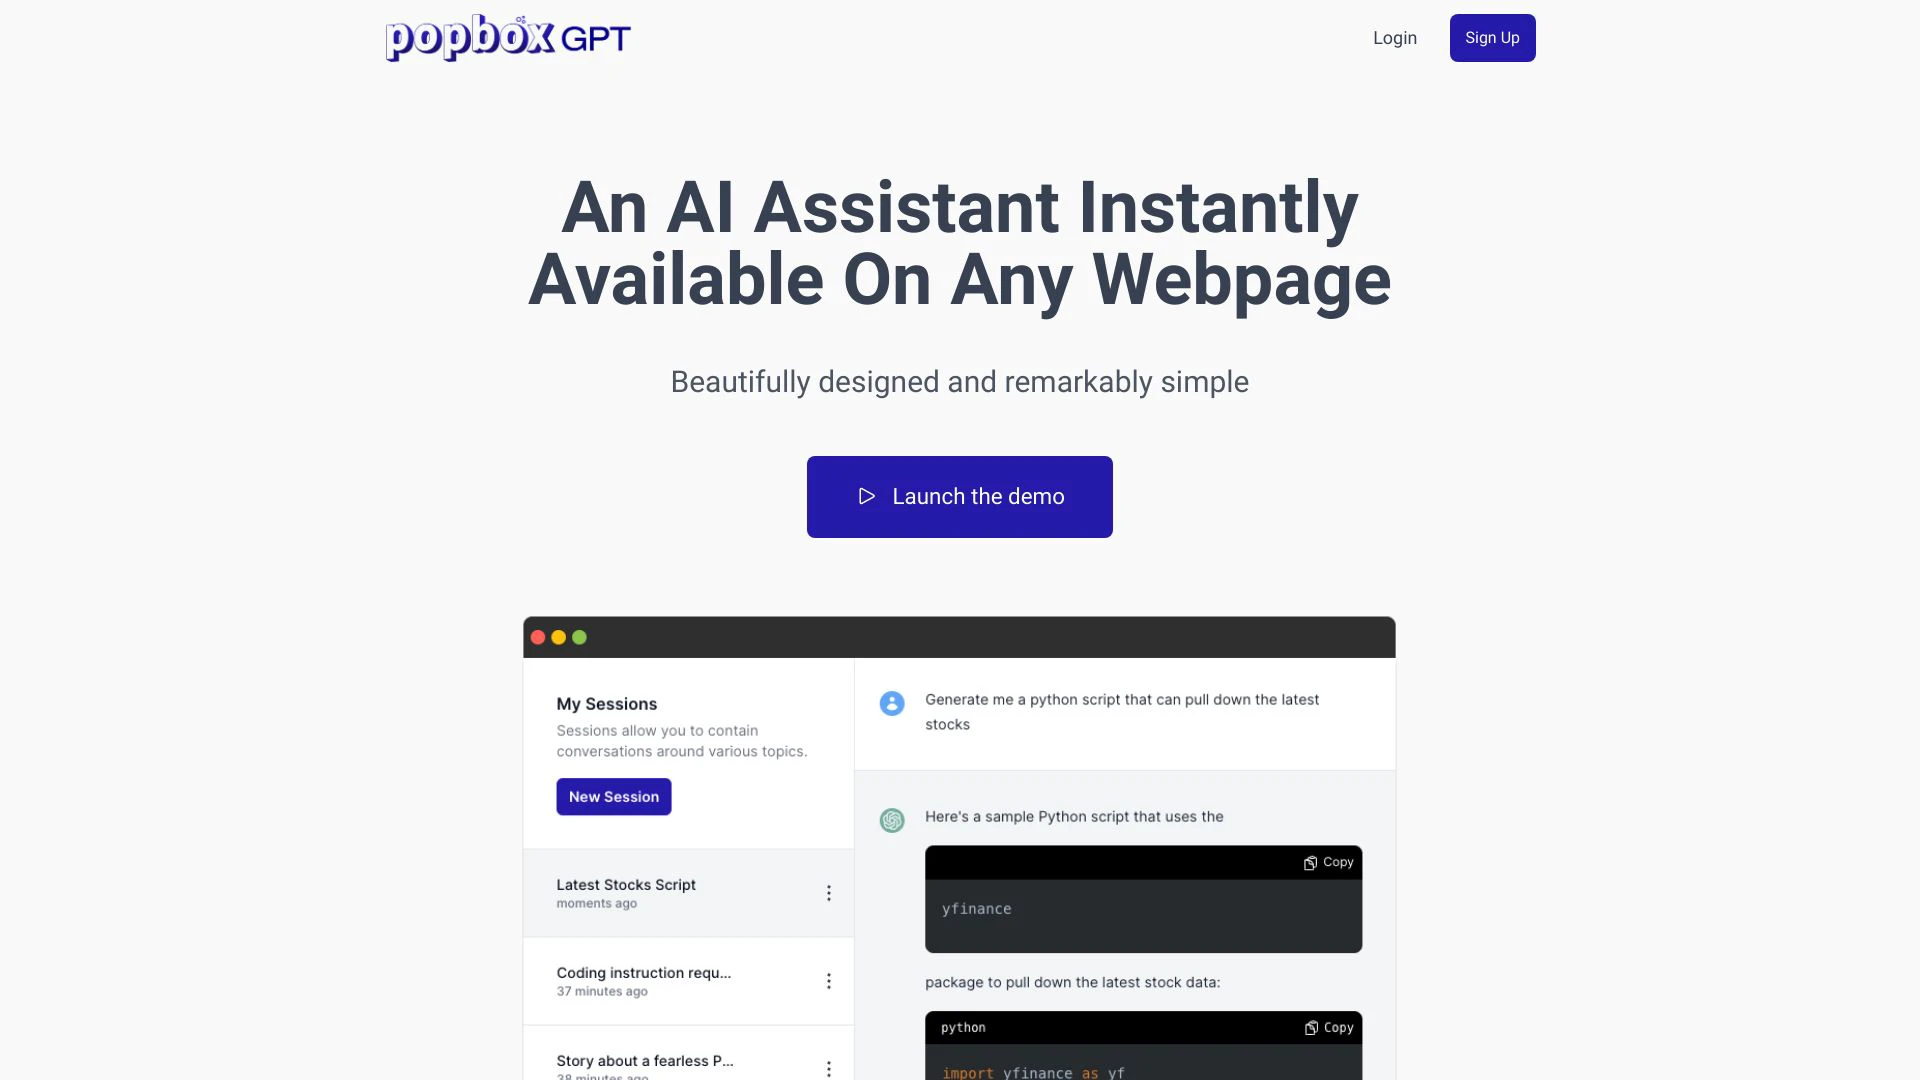 popbox GPT
Login
Sign Up
An AI Assistant Instantly
Available On Any Webpage
Beautifully designed and remarkably simple
Launch the demo
My Sessions
Sessions allow you to contain
conversations around various topics.
New Session
Latest Stocks Script
moments ago
Coding instruction requ...
37 minutes ago
Story about a fearless P...
38 minutes ago
Generate me a python script that can pull down the latest
stocks
Here's a sample Python script that uses the
Copy
yfinance
package to pull down the latest stock data:
python
Copy
import yfinance as yf